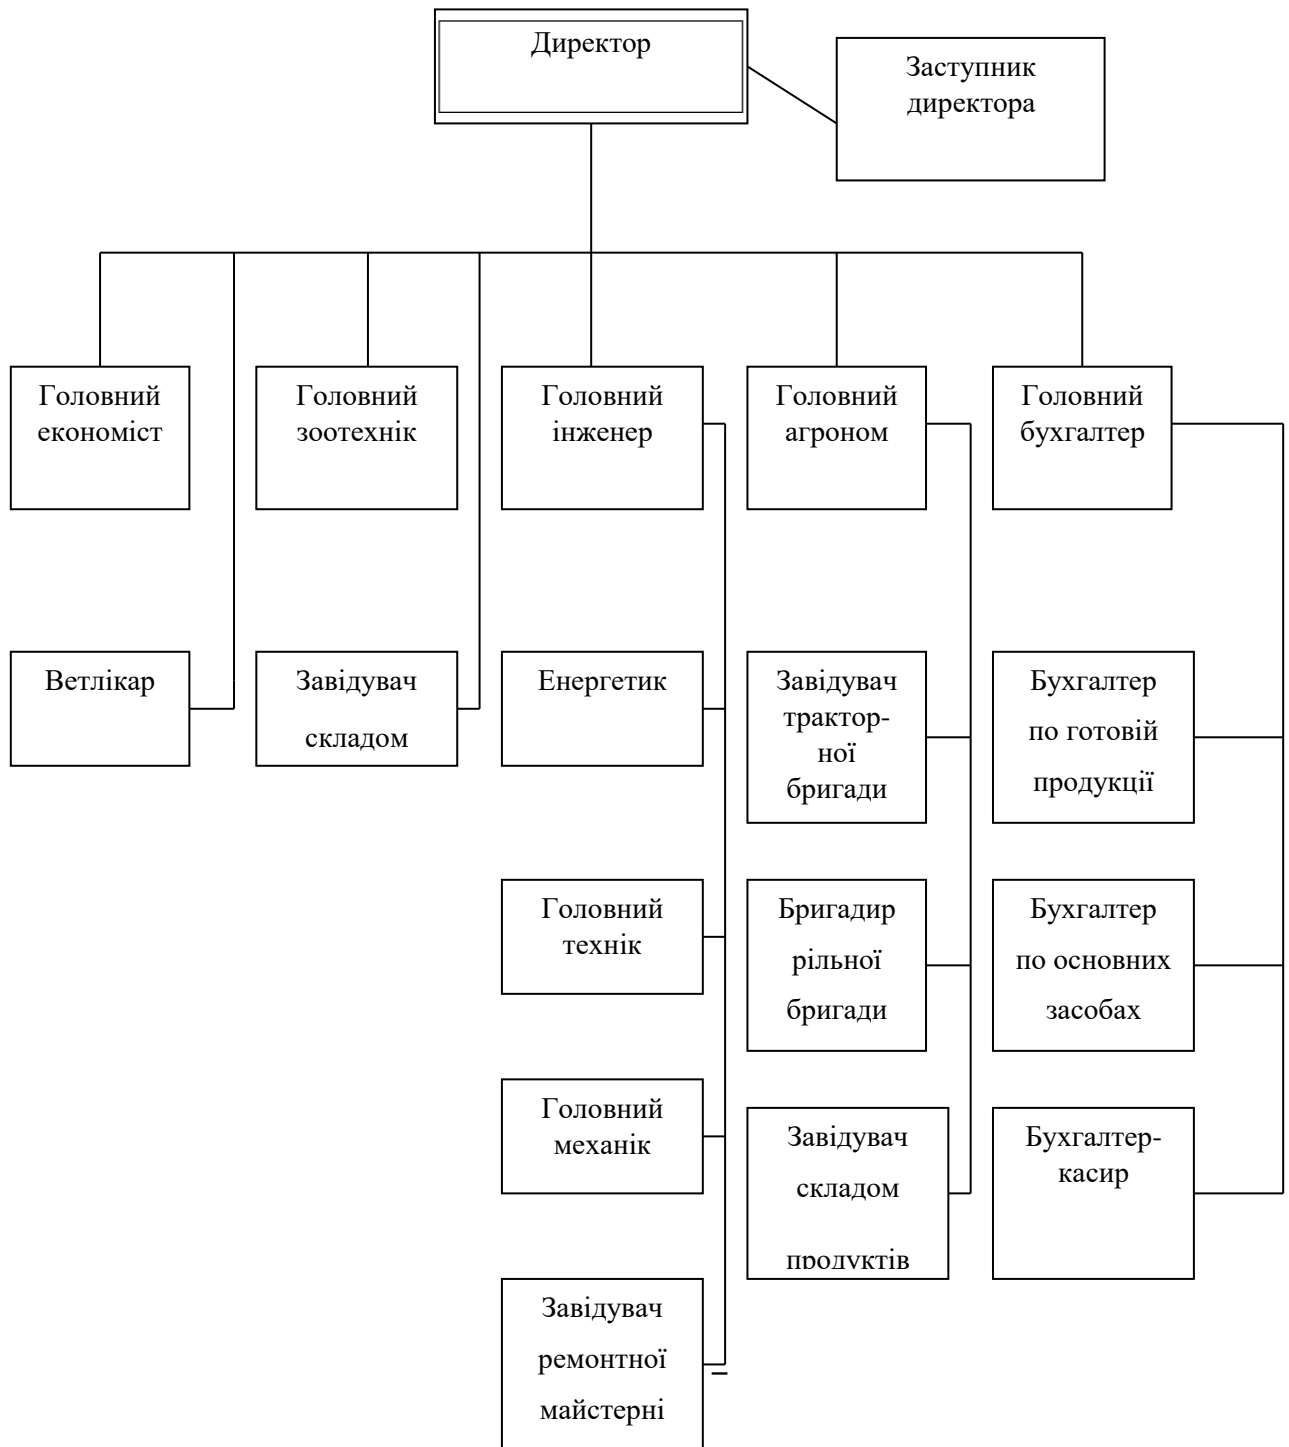 Директор
Заступник
директора
Головний
економіст
Головний
зоотехнік
Головний
інженер
Головний
агроном
Головний
бухгалтер
Ветлікар
Завідувач
складом
Енергетик
Завідувач
трактор-
ної
бригади
Бухгалтер
по готовій
продукції
Головний
технік
Бригадир
рільної
бригади
Бухгалтер
по основних
засобах
Головний
механік
Завідувач
складом
продуктів
Бухгалтер-
касир
Завідувач
ремонтної
майстерні